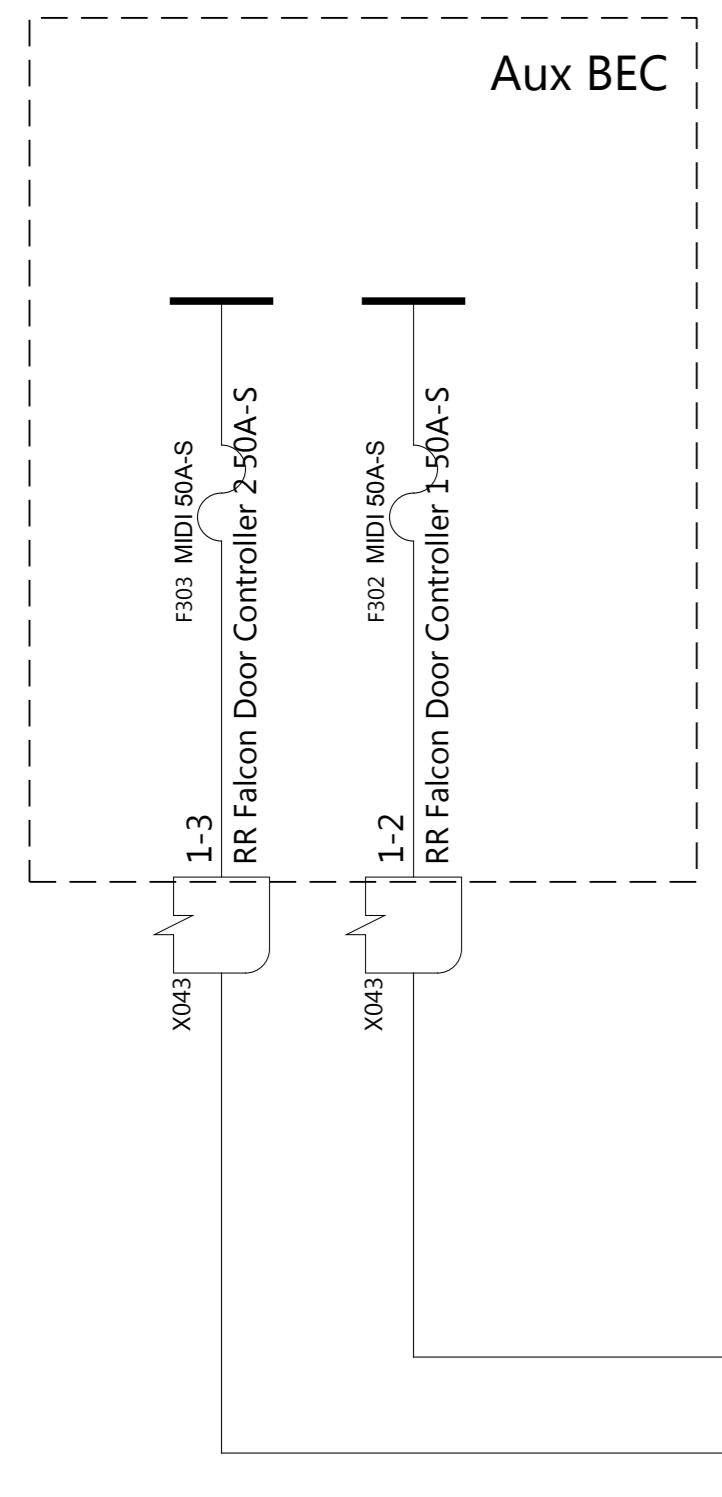 Aux BEC
F303 MIDI 50A-S
RR Falcon Door Controller 2 50A-S
F302 MIDI 50A-S
RR Falcon Door Controller 1 50A-S
1-3
1-2
X043
X043